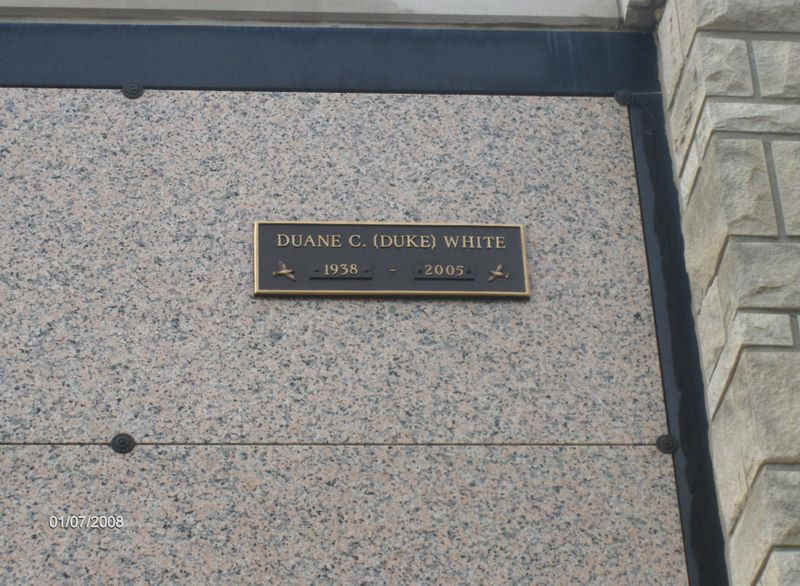 DUANE C. (DUKE) WHITE
1938 - 2005
01/07/2008